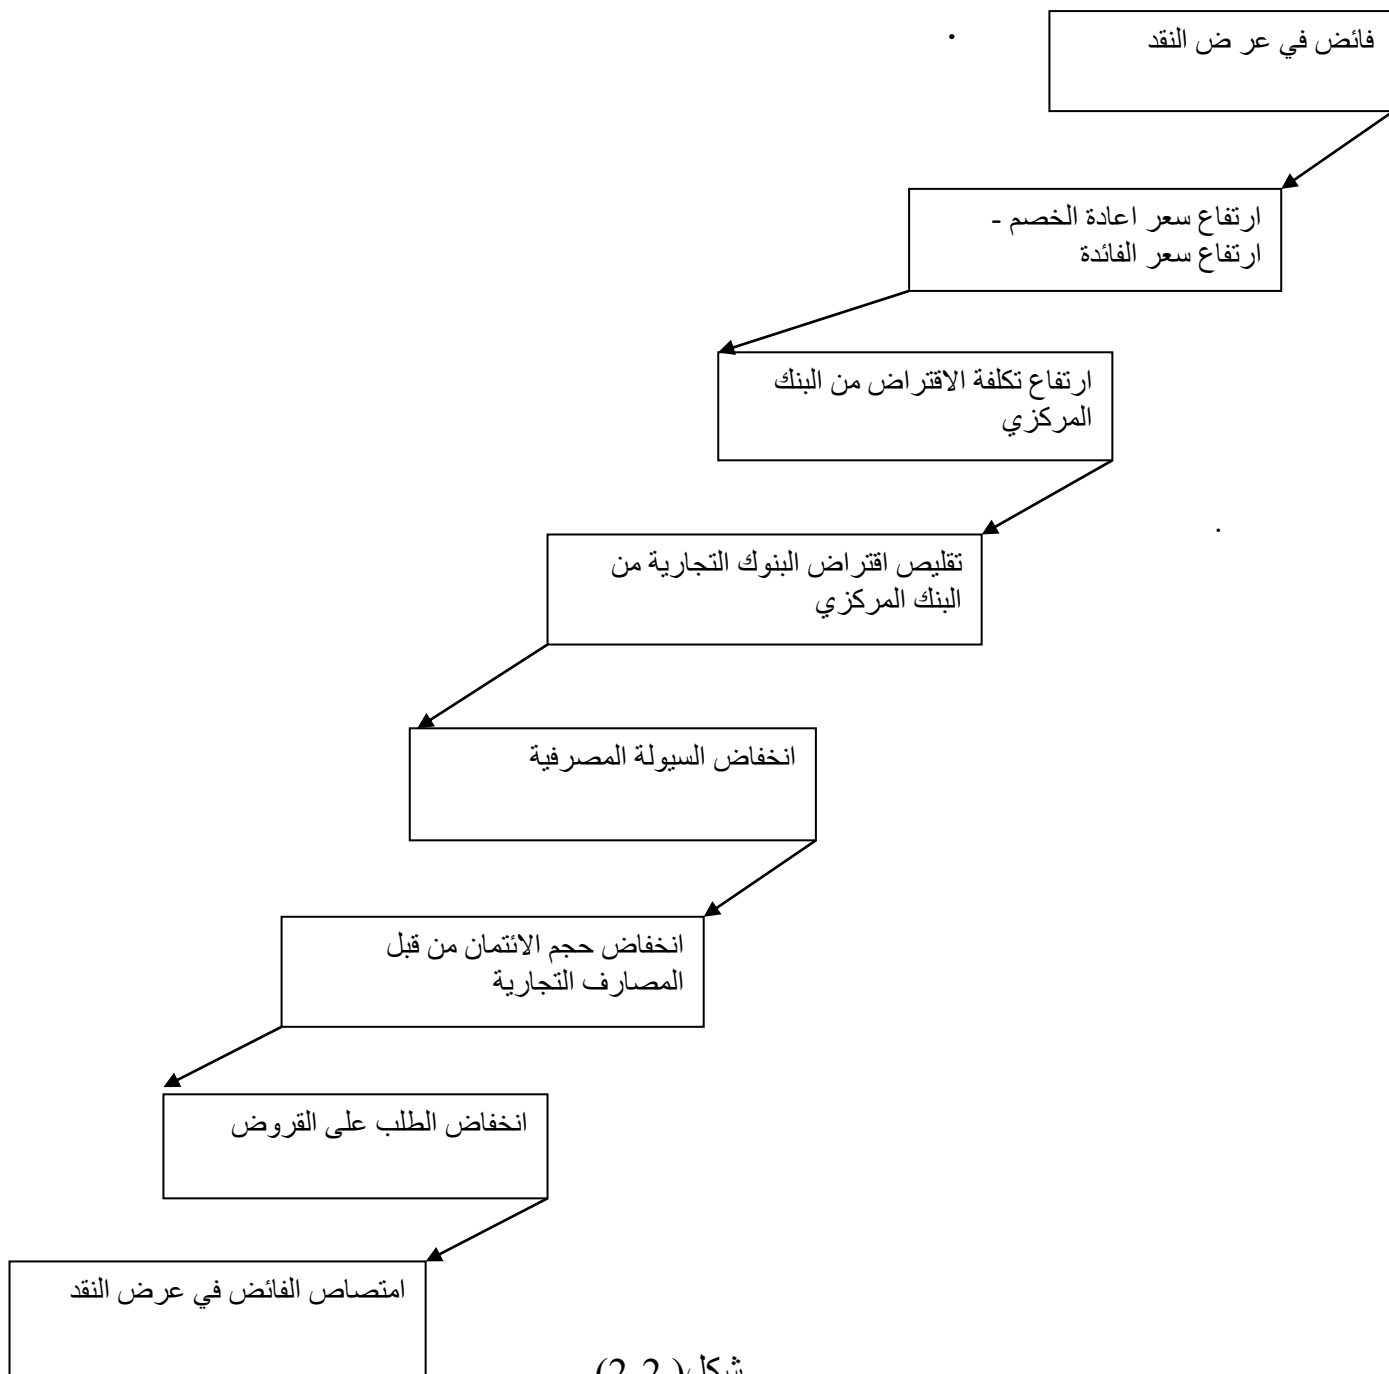 فائض في عر ض النقد
ارتفاع سعر اعادة الخصم -
ارتفاع سعر الفائدة
ارتفاع تكلفة الاقتراض من البنك
المركزي
تقليص اقتراض البنوك التجارية من
البنك المركزي
انخفاض السيولة المصرفية
انخفاض حجم الائتمان من قبل
المصارف التجارية
انخفاض الطلب على القروض
امتصاص الفائض في عرض النقد
شكل( 2-2)